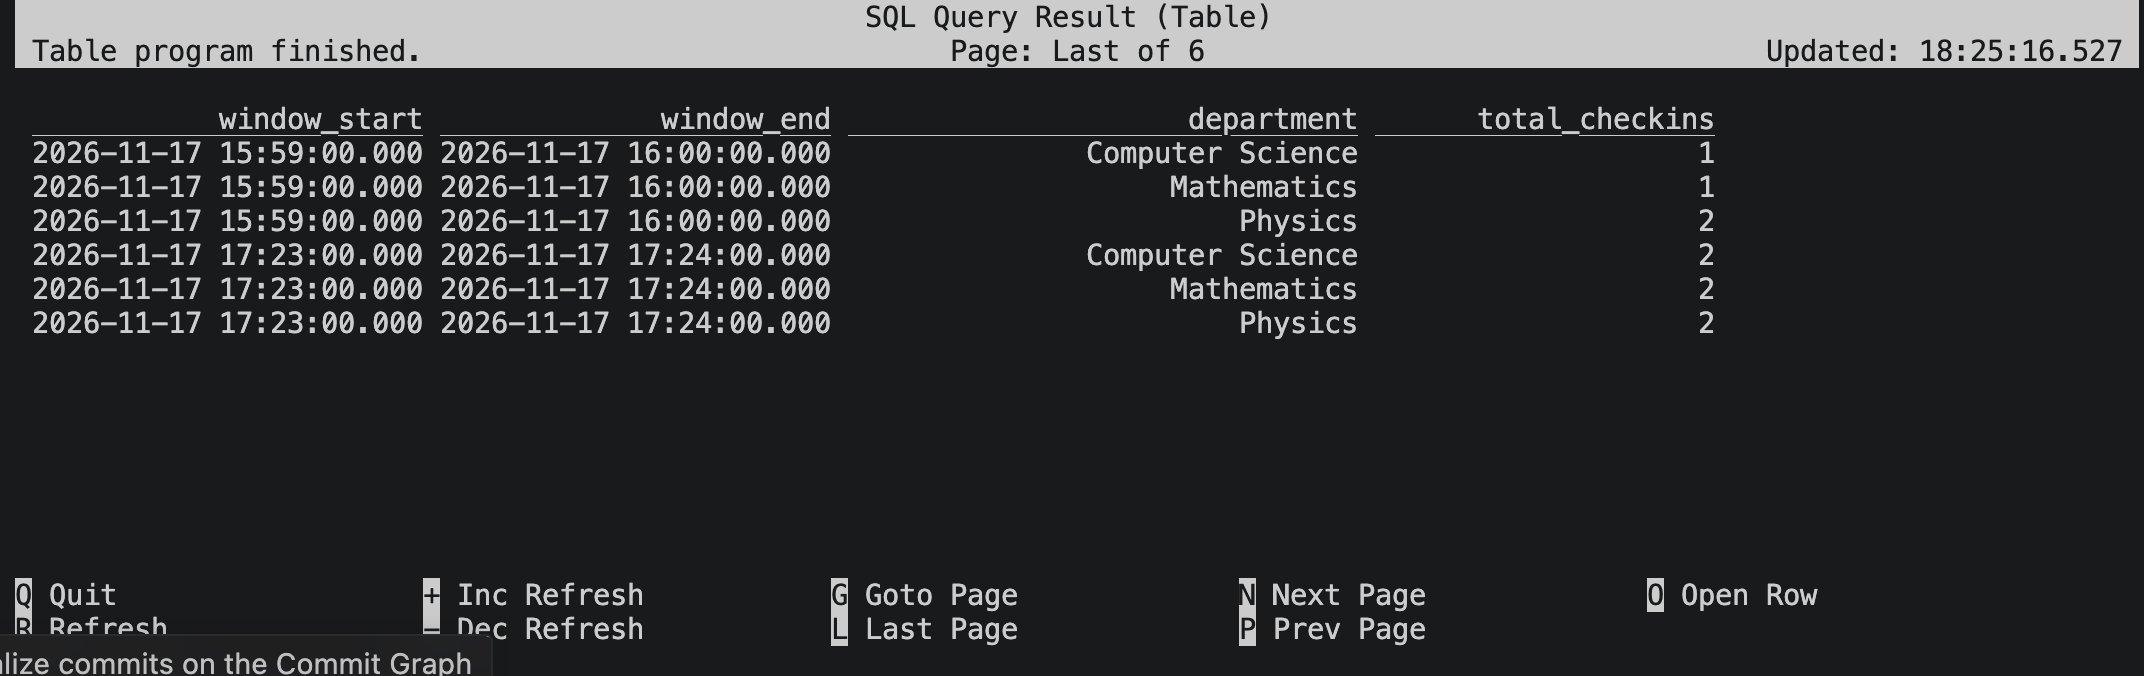 SQL Query Result (Table)
Table program finished. Page: Last of 6 Updated: 18:25:16.527
window_start window_end department total_checkins
2026-11-17 15:59:00.000 2026-11-17 16:00:00.000 Computer Science 1
2026-11-17 15:59:00.000 2026-11-17 16:00:00.000 Mathematics 1
2026-11-17 15:59:00.000 2026-11-17 16:00:00.000 Physics 2
2026-11-17 17:23:00.000 2026-11-17 17:24:00.000 Computer Science 2
2026-11-17 17:23:00.000 2026-11-17 17:24:00.000 Mathematics 2
2026-11-17 17:23:00.000 2026-11-17 17:24:00.000 Physics 2
Q Quit + Inc Refresh G Goto Page N Next Page O Open Row
R Refresh - Dec Refresh L Last Page P Prev Page
lize commits on the Commit Graph